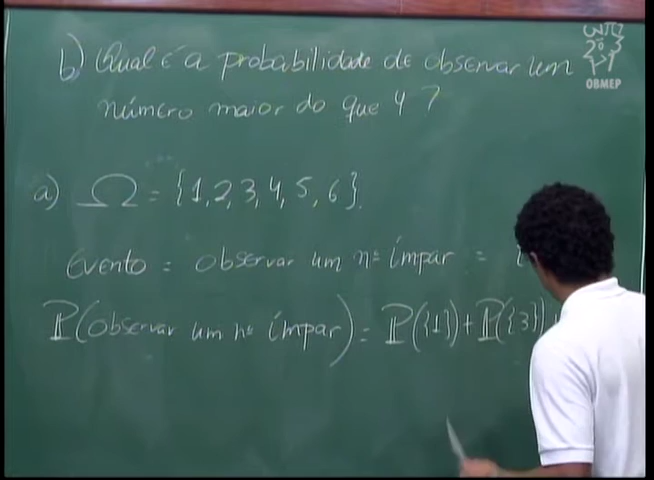 b) Qual é a probabilidade de observar um
número maior do que 4 ?
OBMEP
a) Ω = {1, 2, 3, 4, 5, 6}.
Evento = observar um nº ímpar = {
ℙ(observar um nº ímpar) = ℙ({1}) + ℙ({3}) +